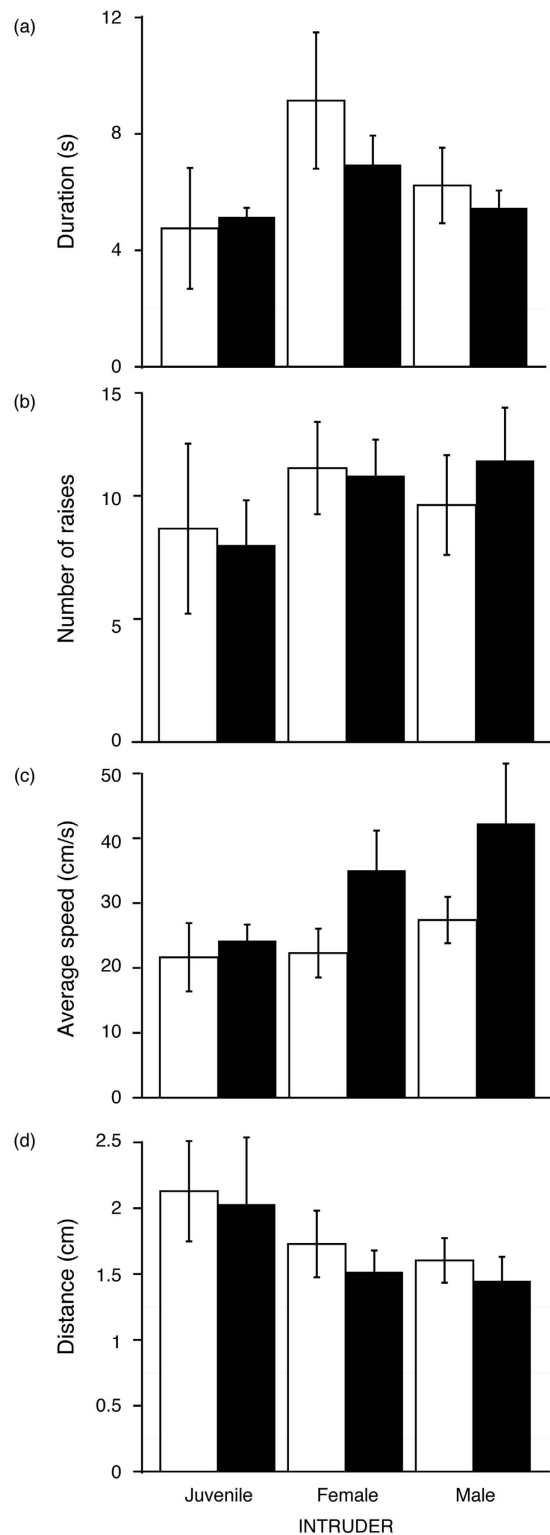 (a)
Duration (s)
12
8
4
0
(b)
Number of raises
15
10
5
0
(c)
Average speed (cm/s)
50
40
30
20
10
0
(d)
Distance (cm)
2.5
2
1.5
1
0.5
0
Juvenile Female Male
INTRUDER